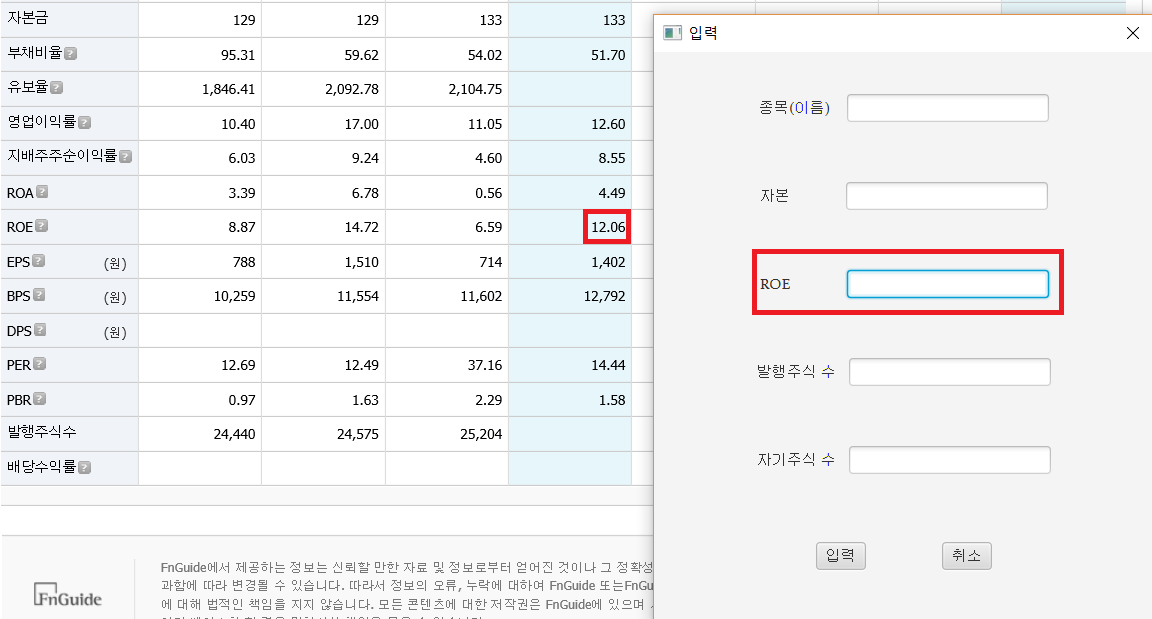 자본금 129 129 133 133
부채비율 ? 95.31 59.62 54.02 51.70
유보율 ? 1,846.41 2,092.78 2,104.75
영업이익률 ? 10.40 17.00 11.05 12.60
지배주주순이익률 ? 6.03 9.24 4.60 8.55
ROA ? 3.39 6.78 0.56 4.49
ROE ? 8.87 14.72 6.59 12.06
EPS ? (원) 788 1,510 714 1,402
BPS ? (원) 10,259 11,554 11,602 12,792
DPS ? (원)
PER ? 12.69 12.49 37.16 14.44
PBR ? 0.97 1.63 2.29 1.58
발행주식수 24,440 24,575 25,204
배당수익률 ?
FnGuide
FnGuide에서 제공하는 정보는 신뢰할 만한 자료 및 정보로부터 얻어진 것이나 그 정확성
과함에 따라 변경될 수 있습니다. 따라서 정보의 오류, 누락에 대하여 FnGuide 또는FnGu
에 대해 법적인 책임을 지지 않습니다. 모든 콘텐츠에 대한 저작권은 FnGuide에 있으며
입력
종목(이름)
자본
ROE
발행주식 수
자기주식 수
입력 취소